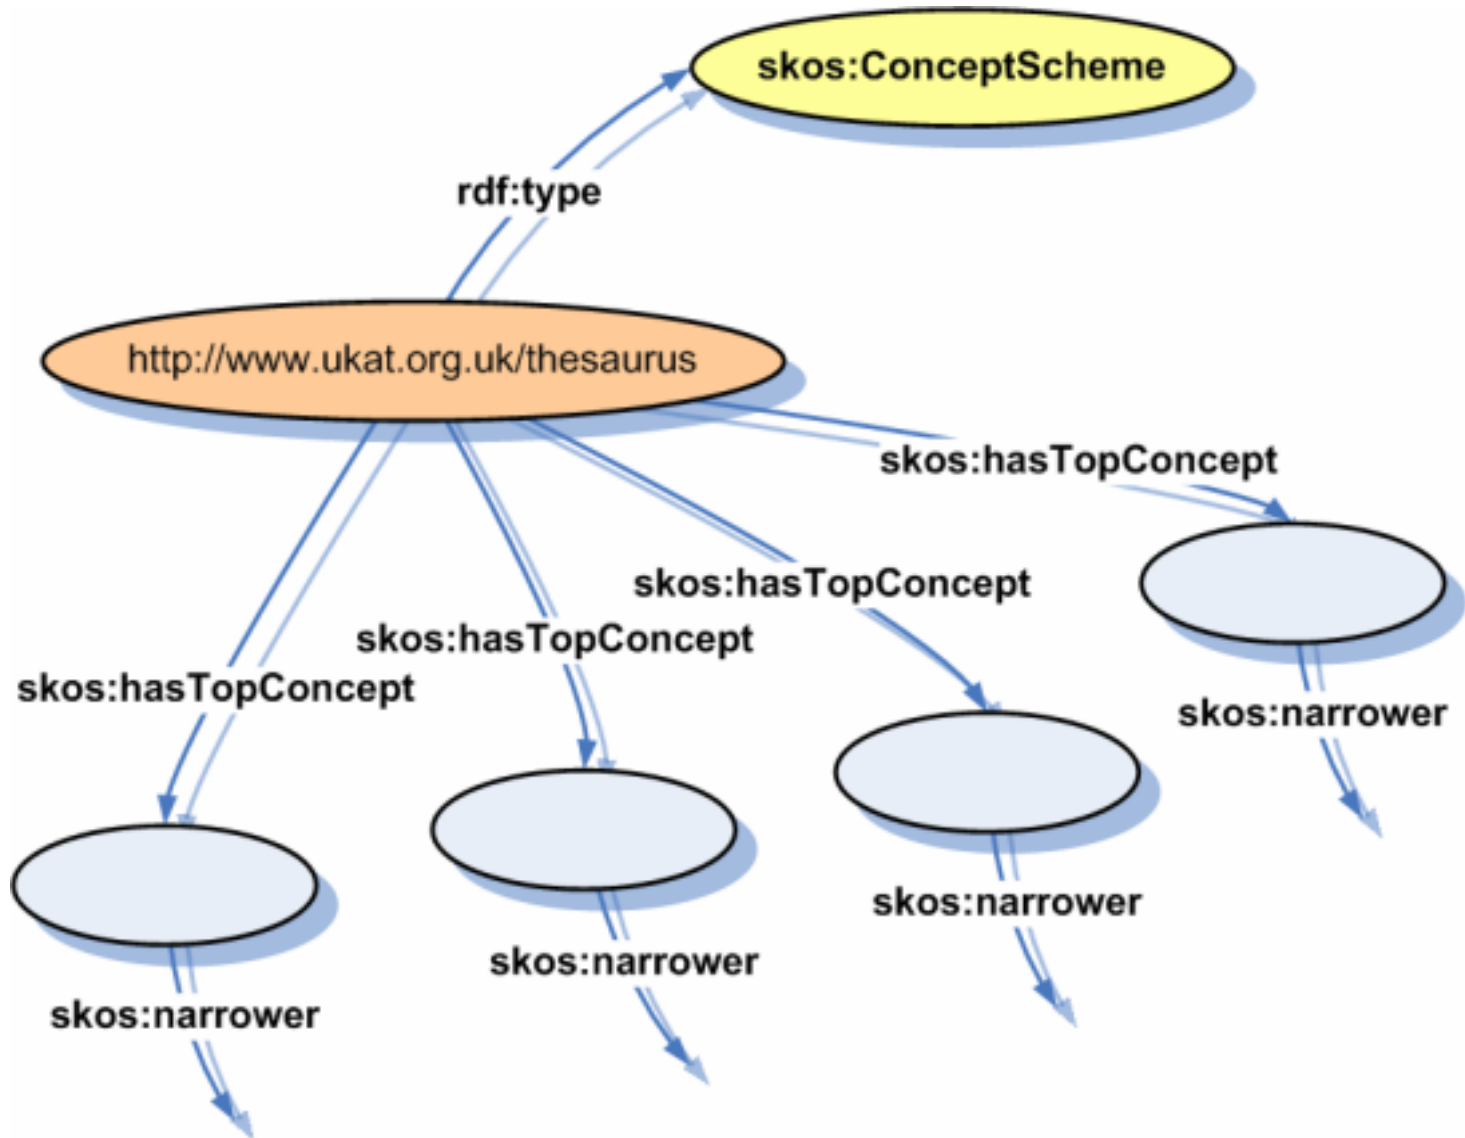 skos:ConceptScheme
rdf:type
http://www.ukat.org.uk/thesaurus
skos:hasTopConcept
skos:hasTopConcept
skos:hasTopConcept
skos:hasTopConcept
skos:narrower
skos:narrower
skos:narrower
skos:narrower